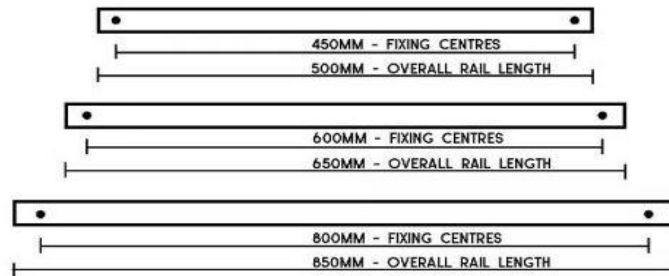 450MM - FIXING CENTRES
500MM - OVERALL RAIL LENGTH
600MM - FIXING CENTRES
650MM - OVERALL RAIL LENGTH
800MM - FIXING CENTRES
850MM - OVERALL RAIL LENGTH